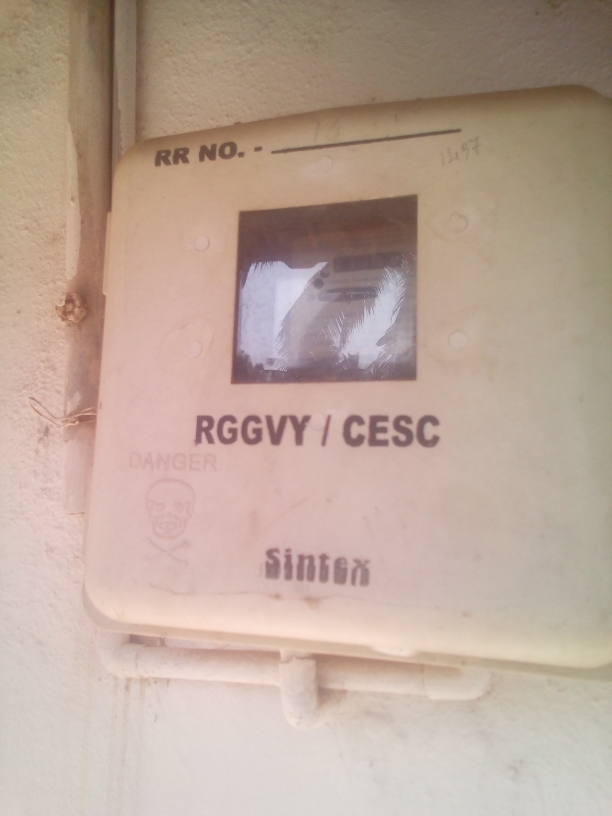 RR NO. -
RGGVY / CESC
DANGER
Sintex